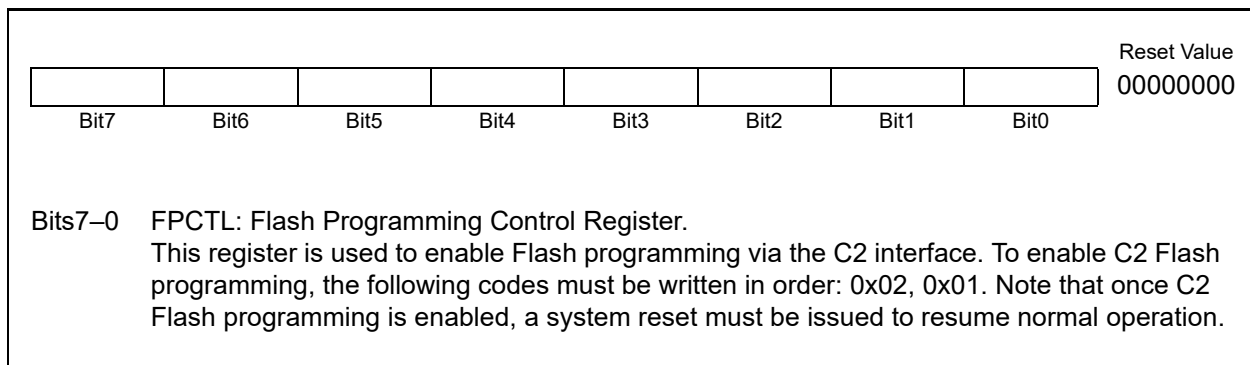 Reset Value
00000000
Bit7 Bit6 Bit5 Bit4 Bit3 Bit2 Bit1 Bit0
Bits7–0 FPCTL: Flash Programming Control Register.
This register is used to enable Flash programming via the C2 interface. To enable C2 Flash
programming, the following codes must be written in order: 0x02, 0x01. Note that once C2
Flash programming is enabled, a system reset must be issued to resume normal operation.